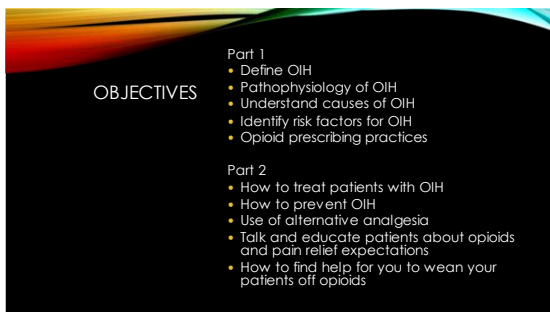 OBJECTIVES
Part 1
• Define OIH
• Pathophysiology of OIH
• Understand causes of OIH
• Identify risk factors for OIH
• Opioid prescribing practices
Part 2
• How to treat patients with OIH
• How to prevent OIH
• Use of alternative analgesia
• Talk and educate patients about opioids
and pain relief expectations
• How to find help for you to wean your
patients off opioids